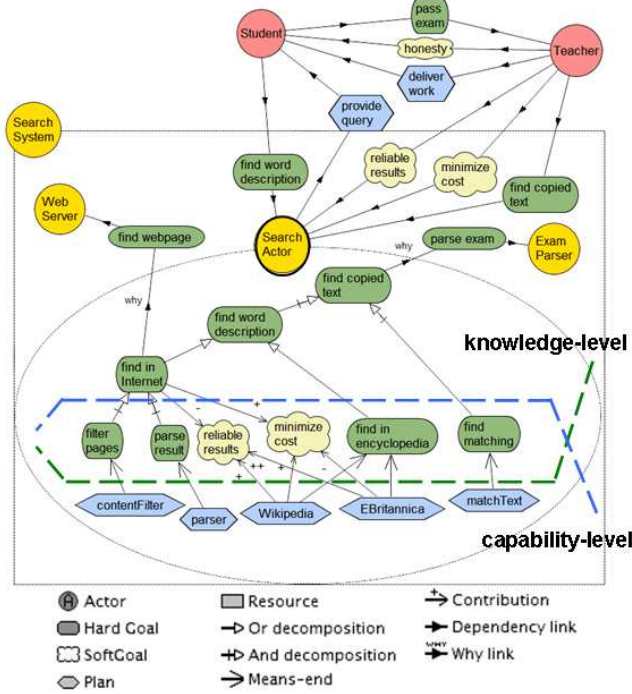 pass
exam
Student
honesty
Teacher
deliver
work
provide
query
Search
System
find word
description
reliable
results
minimize
cost
find copied
text
Web
Server
find webpage
Search
Actor
why
parse exam
Exam
Parser
find copied
text
why
find word
description
knowledge-level
find in
Internet
-
+
filter
pages
parse
result
reliable
results
minimize
cost
find in
encyclopedia
find
matching
+
++
+
-
contentFilter
parser
Wikipedia
EBritannica
matchText
capability-level
A Actor
Resource
+ Contribution
Hard Goal
Or decomposition
Dependency link
SoftGoal
And decomposition
WHY Why link
Plan
Means-end